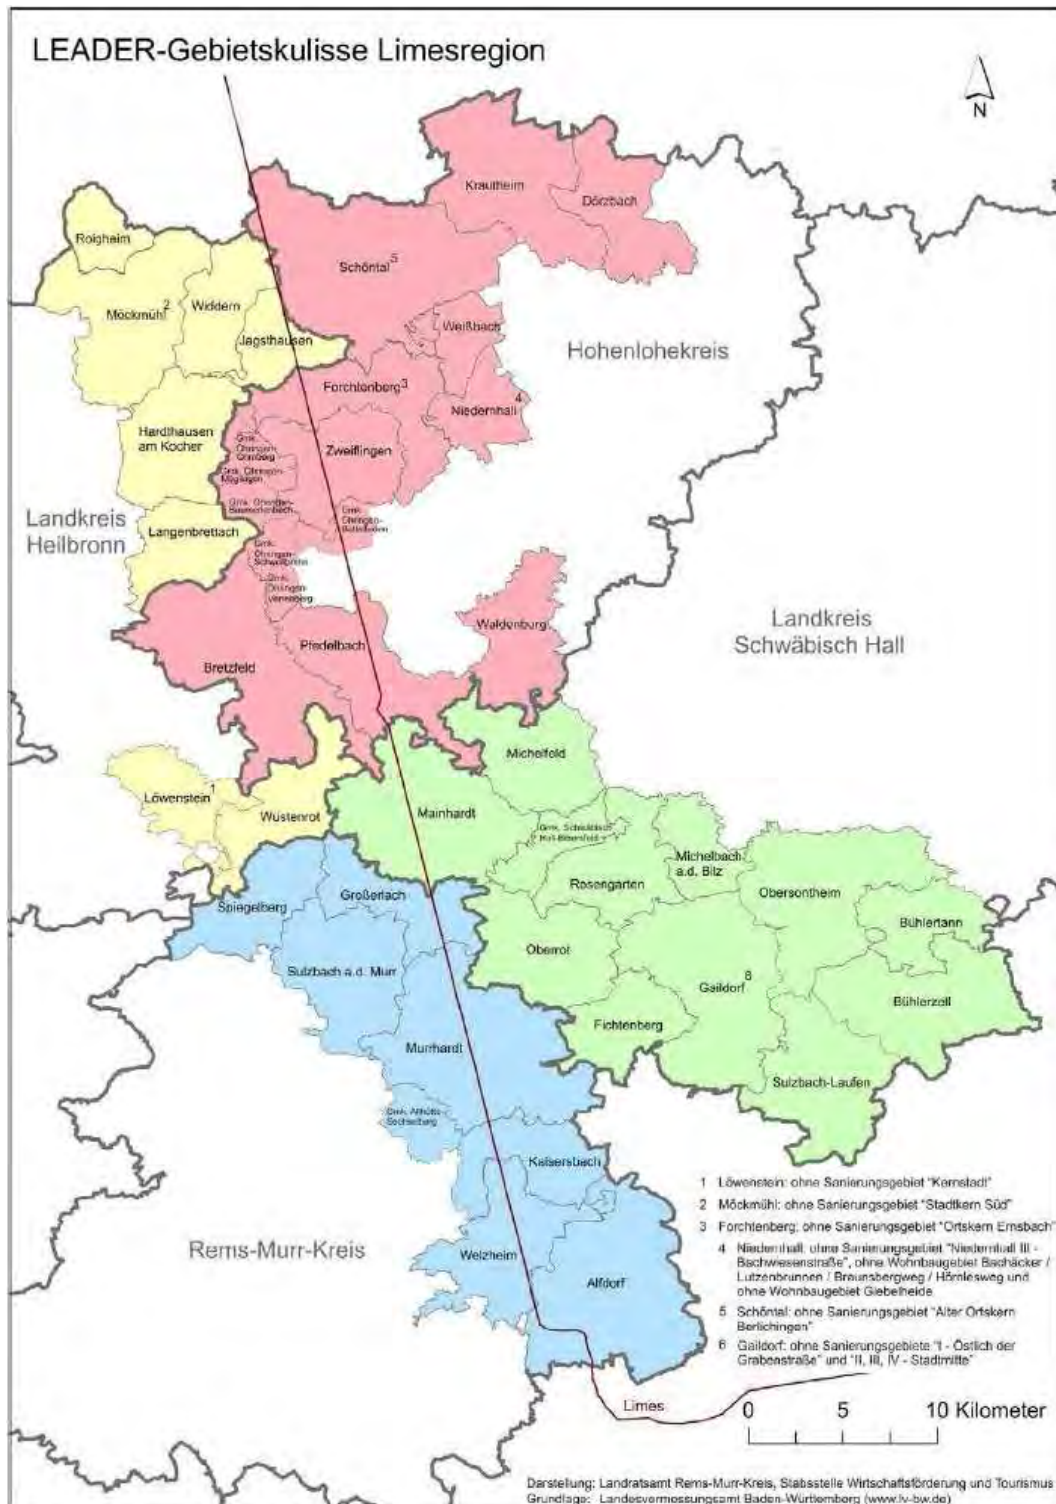 LEADER-Gebietskulisse Limesregion
N
Krautheim
Dörzbach
Roigheim
Schöntal5
Möckmühl2
Widdern
Jagsthausen
Weißbach
Hohenlohekreis
Forchtenberg3
Niedernhall4
Hardthausen
am Kocher
Zweiflingen
Landkreis
Heilbronn
Langenbrettach
Landkreis
Schwäbisch Hall
Waldenburg
Pfedelbach
Bretzfeld
Michelfeld
Löwenstein1
Wüstenrot
Mainhardt
Michelbach
a.d. Bilz
Rosengarten
Obersontheim
Großerlach
Spiegelberg
Bühlertann
Oberrot
Sulzbach a.d. Murr
Gaildorf
Bühlerzell
Fichtenberg
Murrhardt
Sulzbach-Laufen
Kaisersbach
Rems-Murr-Kreis
Welzheim
Alfdorf
1 Löwenstein: ohne Sanierungsgebiet "Kernstadt"
2 Möckmühl: ohne Sanierungsgebiet "Stadtkern Süd"
3 Forchtenberg: ohne Sanierungsgebiet "Ortskern Ernsbach"
4 Niedernhall: ohne Sanierungsgebiet "Niedernhall III -
Bachwiesenstraße", ohne Wohnbaugebiet Bachäcker /
Lutzenbrunnen / Braunsbergweg / Hörnlesweg und
ohne Wohnbaugebiet Giebelheide
5 Schöntal: ohne Sanierungsgebiet "Alter Ortskern
Berlichingen"
6 Gaildorf: ohne Sanierungsgebiete "I - Östlich der
Grabenstraße" und "II, III, IV - Stadtmitte"
Limes
0 5 10 Kilometer
Darstellung: Landratsamt Rems-Murr-Kreis, Stabsstelle Wirtschaftsförderung und Tourismus
Grundlage: Landesvermessungsamt Baden-Württemberg (www.lv-bw.de)